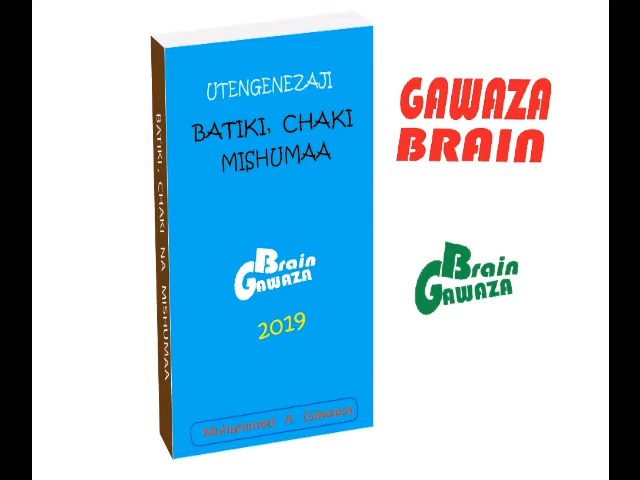 UTENGENEZAJI
BATIKI, CHAKI
MISHUMAA
Brain
GAWAZA
2019
Mohammed A Gawaza
BATIKI, CHAKI NA MISHUMAA
GAWAZA
BRAIN
Brain
GAWAZA